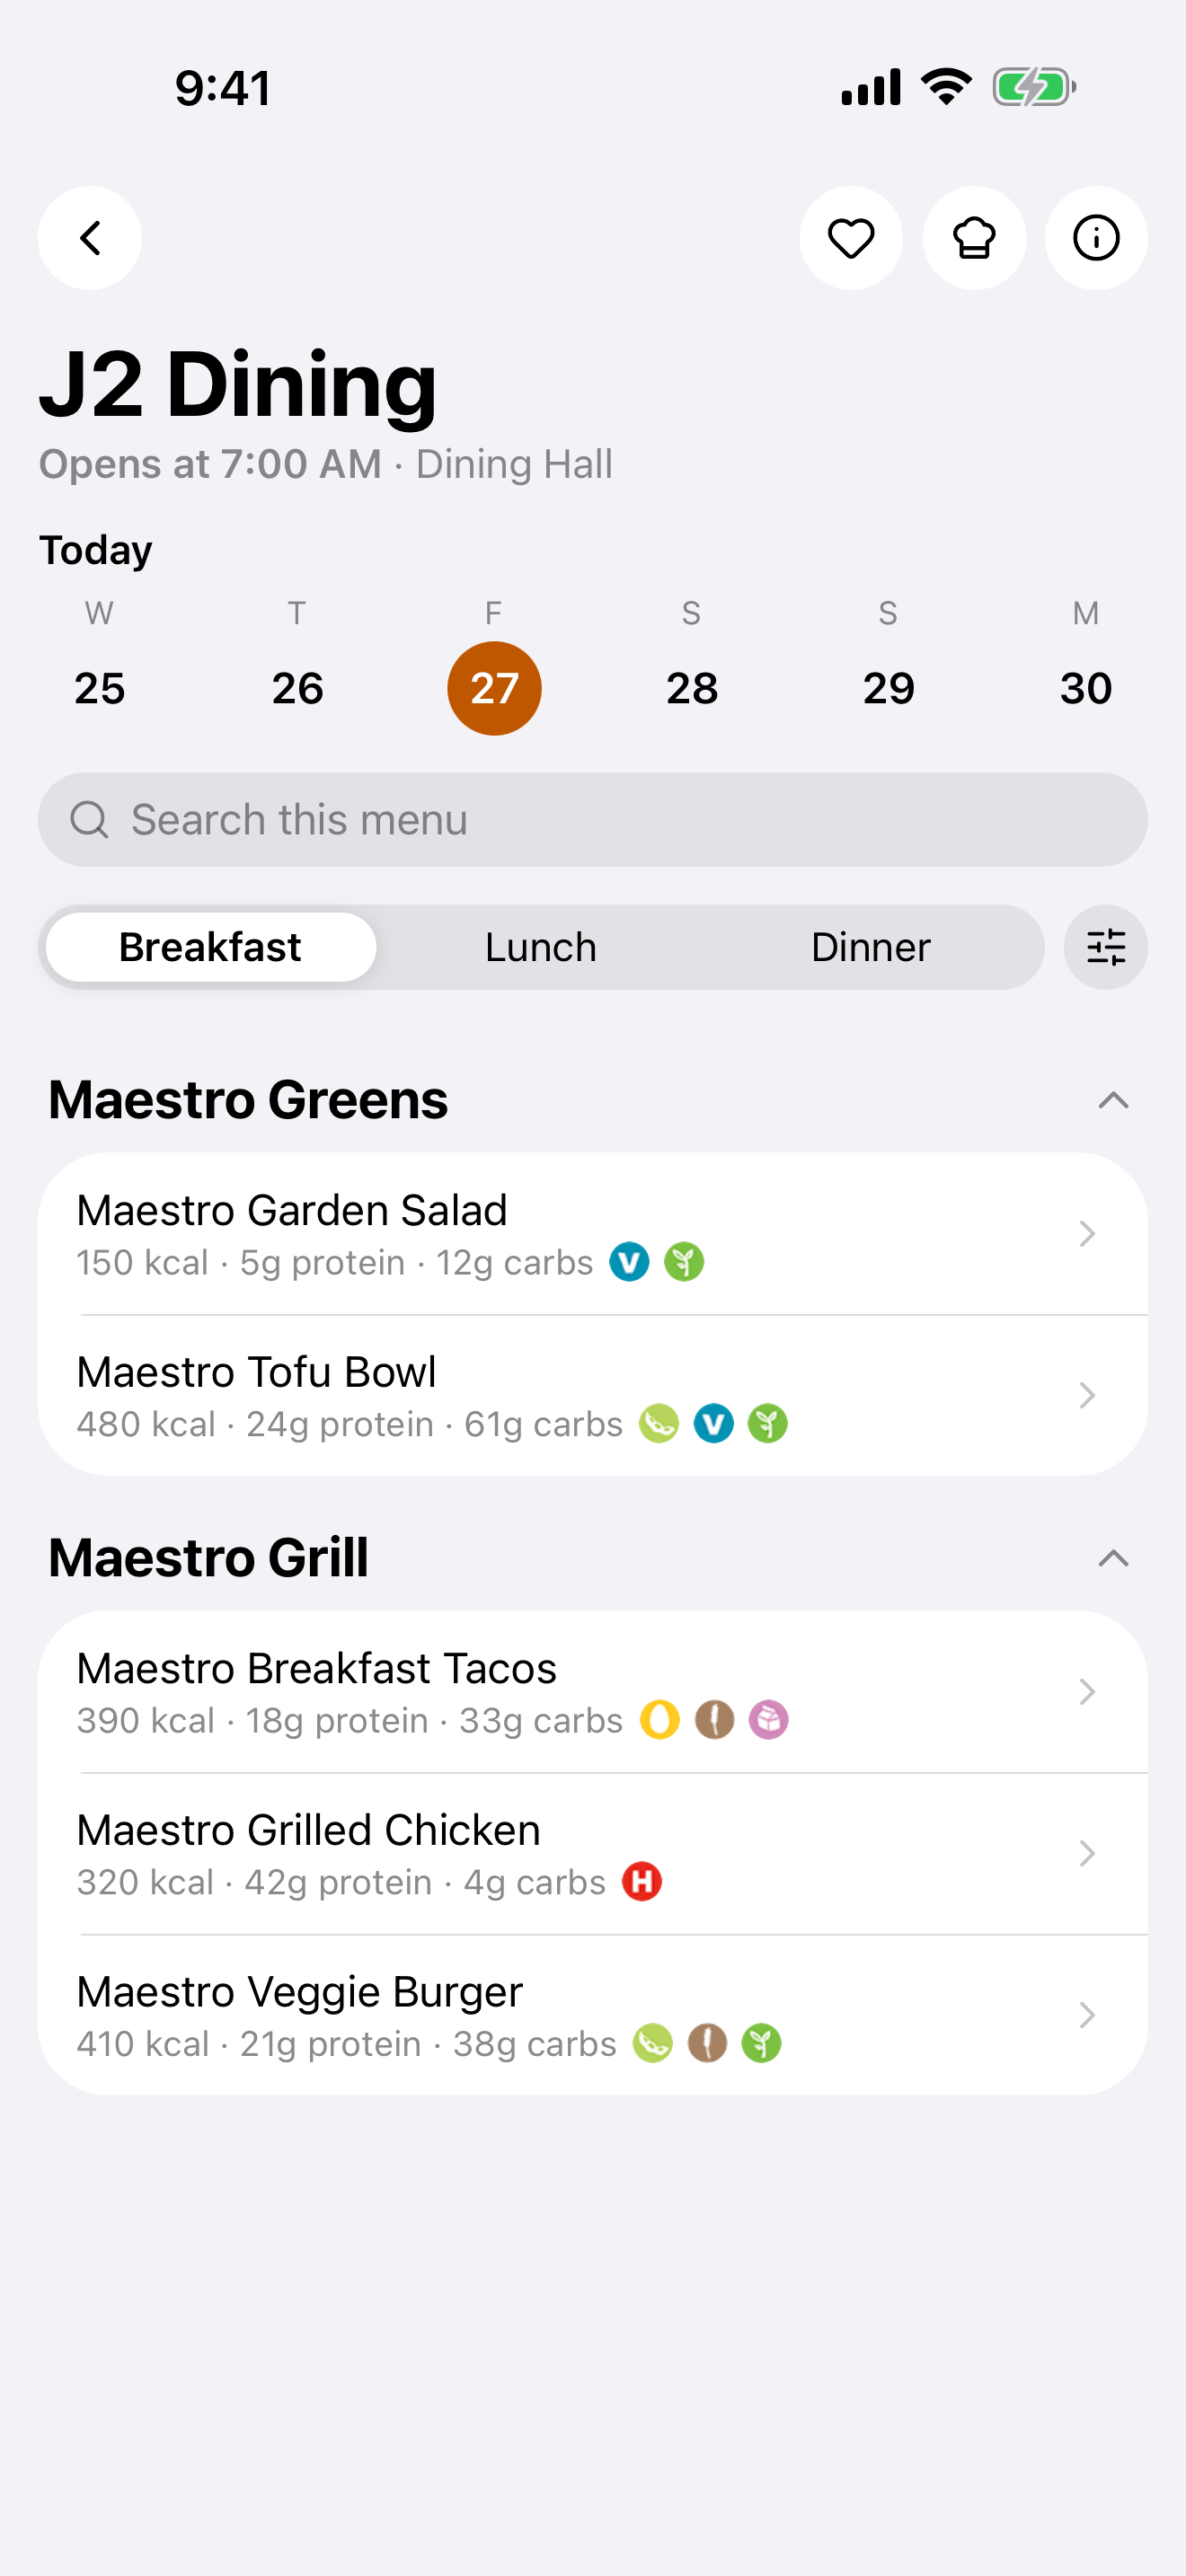 9:41
J2 Dining
Opens at 7:00 AM · Dining Hall
Today
W T F S S M
25 26 27 28 29 30
Search this menu
Breakfast Lunch Dinner
Maestro Greens
Maestro Garden Salad
150 kcal · 5g protein · 12g carbs V
Maestro Tofu Bowl
480 kcal · 24g protein · 61g carbs V
Maestro Grill
Maestro Breakfast Tacos
390 kcal · 18g protein · 33g carbs
Maestro Grilled Chicken
320 kcal · 42g protein · 4g carbs H
Maestro Veggie Burger
410 kcal · 21g protein · 38g carbs